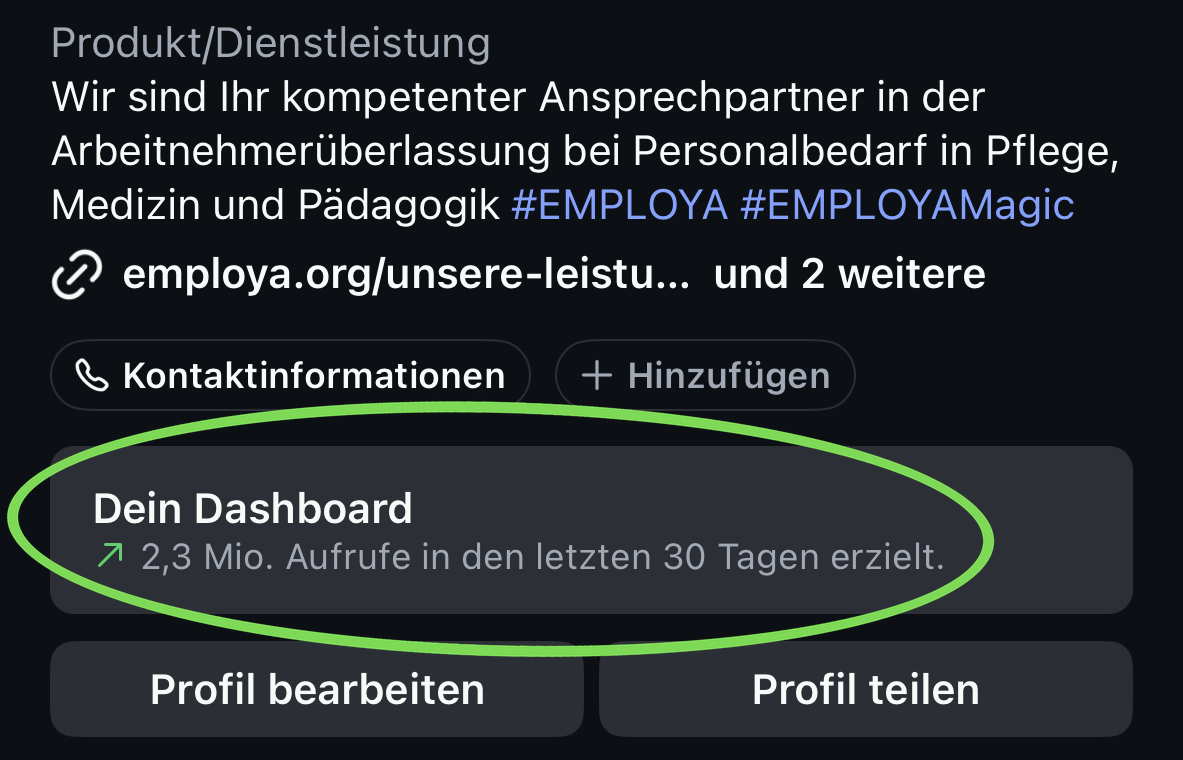 Produkt/Dienstleistung
Wir sind Ihr kompetenter Ansprechpartner in der
Arbeitnehmerüberlassung bei Personalbedarf in Pflege,
Medizin und Pädagogik #EMPLOYA #EMPLOYAMagic
employa.org/unsere-leistu... und 2 weitere
Kontaktinformationen + Hinzufügen
Dein Dashboard
2,3 Mio. Aufrufe in den letzten 30 Tagen erzielt.
Profil bearbeiten Profil teilen